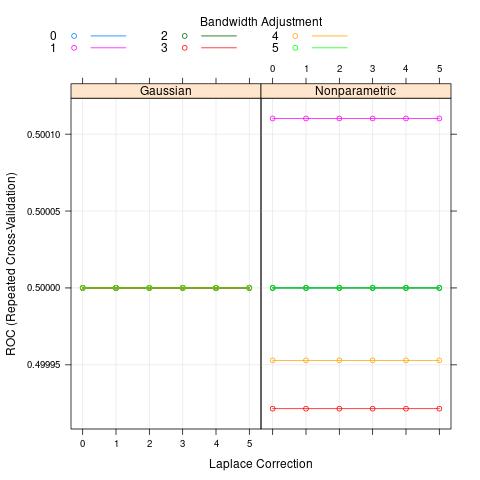 Bandwidth Adjustment
0 2 4
1 3 5
0 1 2 3 4 5
Gaussian Nonparametric
0.50010
0.50005
0.50000
0.49995
ROC (Repeated Cross-Validation)
0 1 2 3 4 5
Laplace Correction